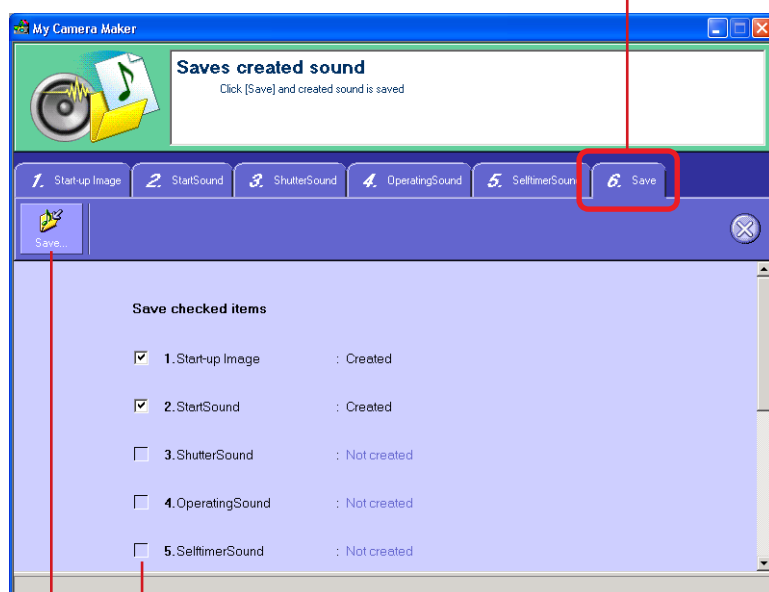 My Camera Maker
Saves created sound
Click [Save] and created sound is saved
1. Start-up Image 2. StartSound 3. ShutterSound 4. OperatingSound 5. SelftimerSound 6. Save
Save...
Save checked items
1.Start-up Image : Created
2.StartSound : Created
3.ShutterSound : Not created
4.OperatingSound : Not created
5.SelftimerSound : Not created